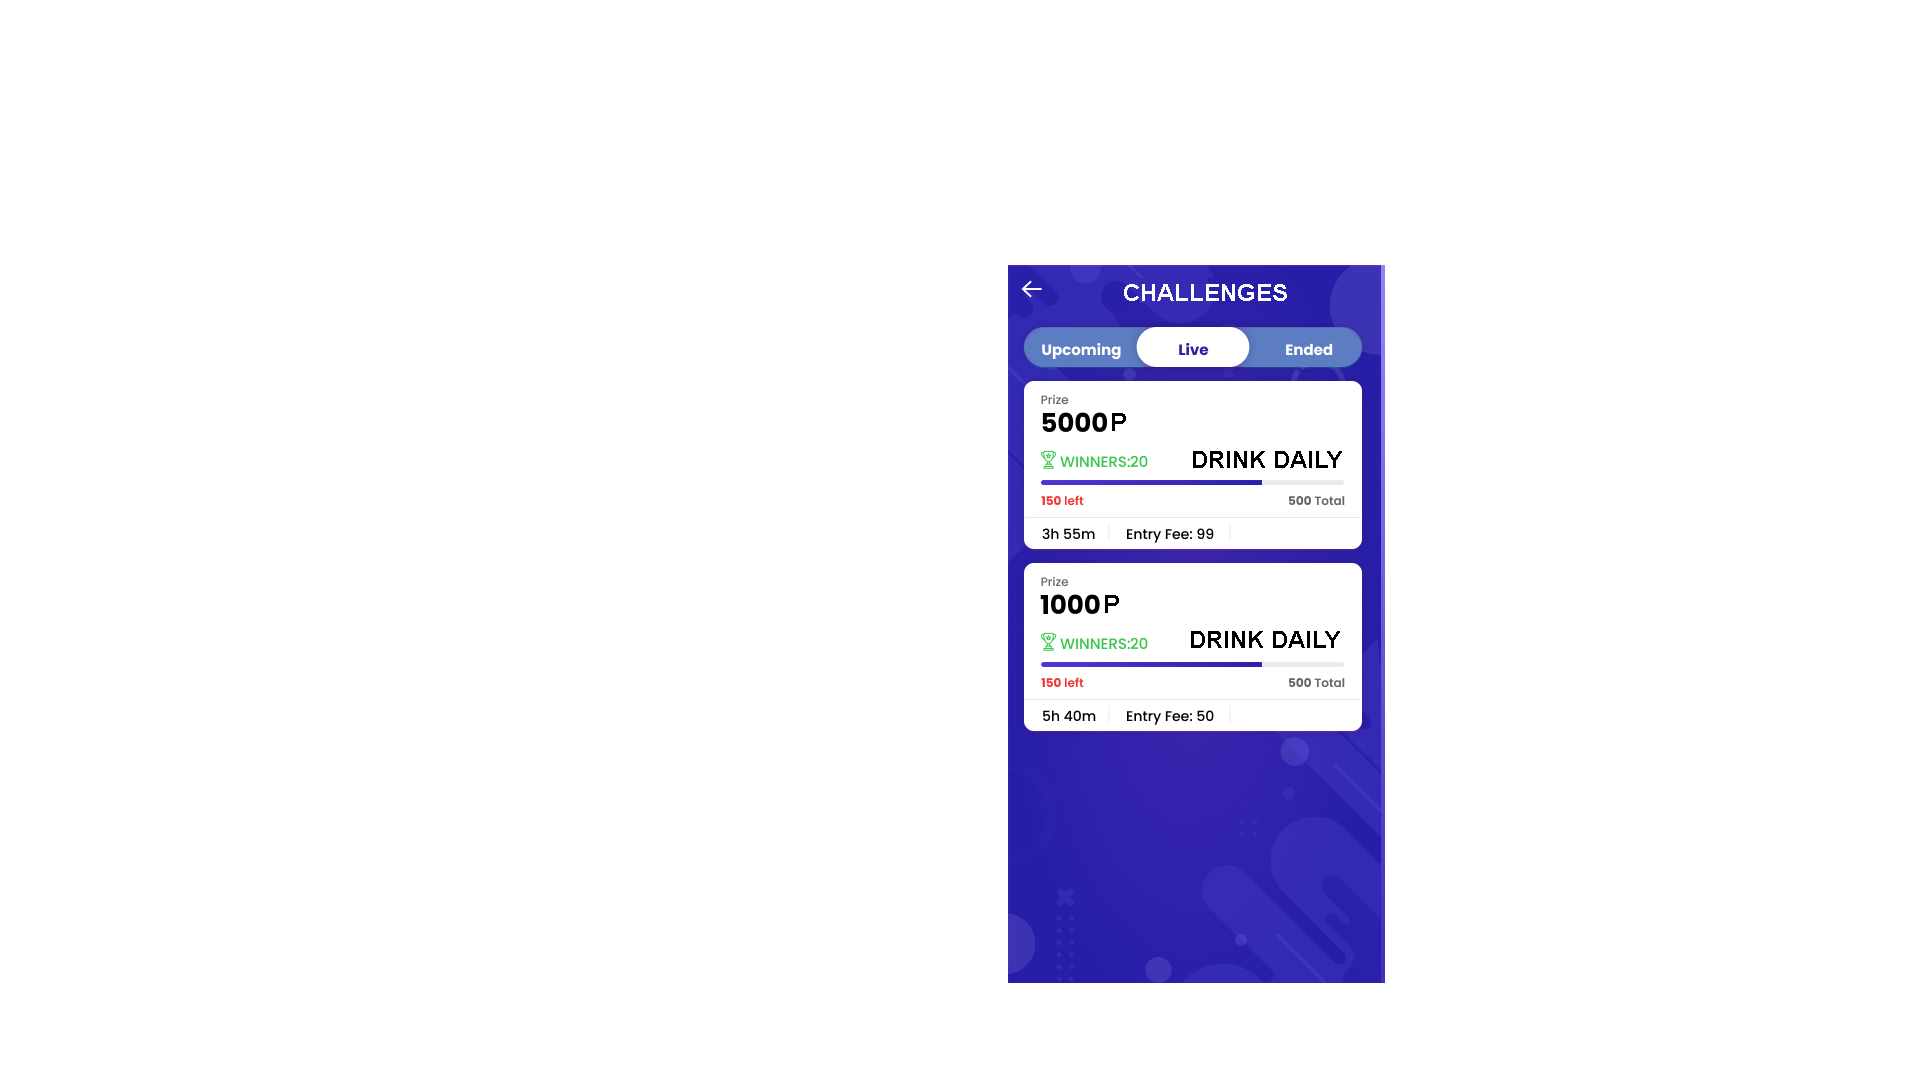 CHALLENGES
Upcoming Live Ended
Prize
5000P
WINNERS:20 DRINK DAILY
150 left 500 Total
3h 55m Entry Fee: 99
Prize
1000P
WINNERS:20 DRINK DAILY
150 left 500 Total
5h 40m Entry Fee: 50